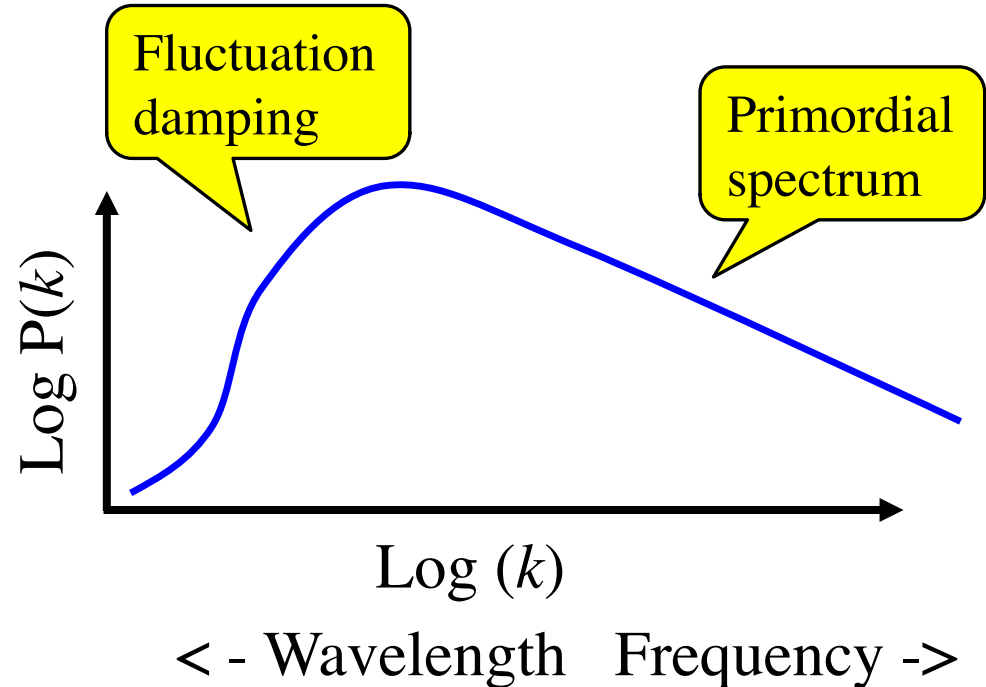 Fluctuation
damping
Primordial
spectrum
Log P(k)
Log (k)
< - Wavelength Frequency ->